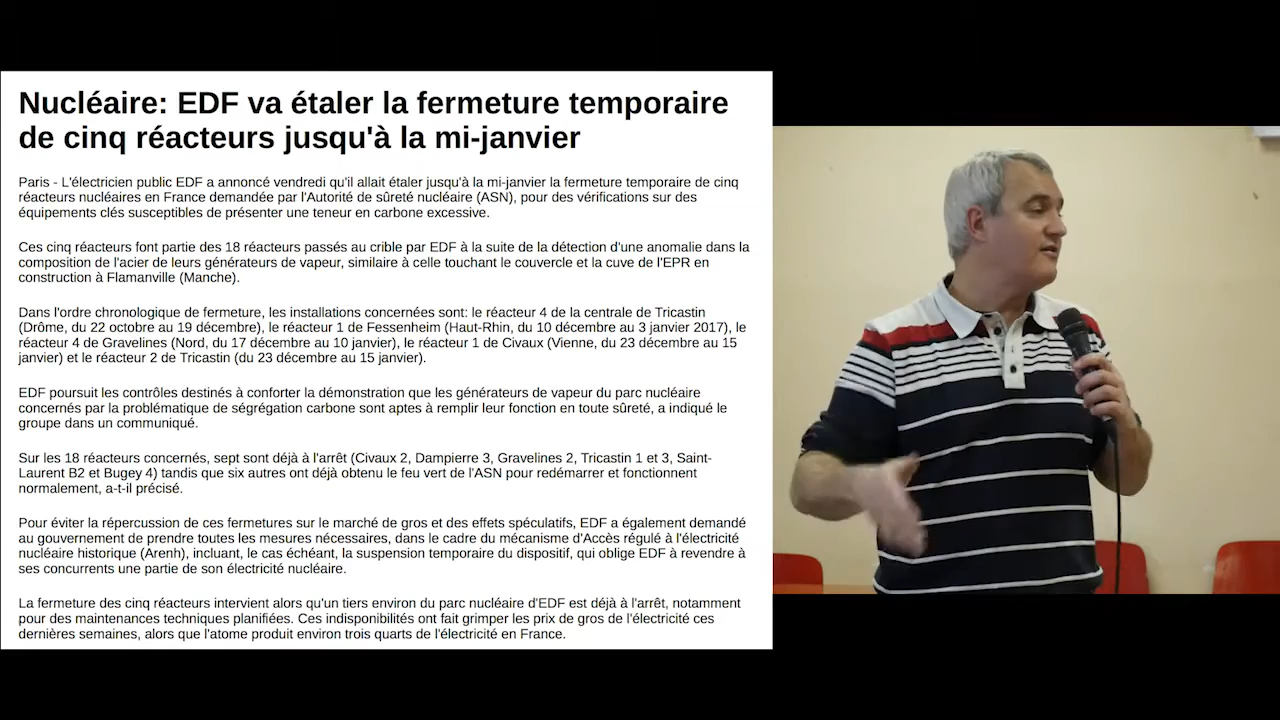 Nucléaire: EDF va étaler la fermeture temporaire
de cinq réacteurs jusqu'à la mi-janvier
Paris - L'électricien public EDF a annoncé vendredi qu'il allait étaler jusqu'à la mi-janvier la fermeture temporaire de cinq
réacteurs nucléaires en France demandée par l'Autorité de sûreté nucléaire (ASN), pour des vérifications sur des
équipements clés susceptibles de présenter une teneur en carbone excessive.
Ces cinq réacteurs font partie des 18 réacteurs passés au crible par EDF à la suite de la détection d'une anomalie dans la
composition de l'acier de leurs générateurs de vapeur, similaire à celle touchant le couvercle et la cuve de l'EPR en
construction à Flamanville (Manche).
Dans l'ordre chronologique de fermeture, les installations concernées sont: le réacteur 4 de la centrale de Tricastin
(Drôme, du 22 octobre au 19 décembre), le réacteur 1 de Fessenheim (Haut-Rhin, du 10 décembre au 3 janvier 2017), le
réacteur 4 de Gravelines (Nord, du 17 décembre au 10 janvier), le réacteur 1 de Civaux (Vienne, du 23 décembre au 15
janvier) et le réacteur 2 de Tricastin (du 23 décembre au 15 janvier).
EDF poursuit les contrôles destinés à conforter la démonstration que les générateurs de vapeur du parc nucléaire
concernés par la problématique de ségrégation carbone sont aptes à remplir leur fonction en toute sûreté, a indiqué le
groupe dans un communiqué.
Sur les 18 réacteurs concernés, sept sont déjà à l'arrêt (Civaux 2, Dampierre 3, Gravelines 2, Tricastin 1 et 3, Saint-
Laurent B2 et Bugey 4) tandis que six autres ont déjà obtenu le feu vert de l'ASN pour redémarrer et fonctionnent
normalement, a-t-il précisé.
Pour éviter la répercussion de ces fermetures sur le marché de gros et des effets spéculatifs, EDF a également demandé
au gouvernement de prendre toutes les mesures nécessaires, dans le cadre du mécanisme d'Accès régulé à l'électricité
nucléaire historique (Arenh), incluant, le cas échéant, la suspension temporaire du dispositif, qui oblige EDF à revendre à
ses concurrents une partie de son électricité nucléaire.
La fermeture des cinq réacteurs intervient alors qu'un tiers environ du parc nucléaire d'EDF est déjà à l'arrêt, notamment
pour des maintenances techniques planifiées. Ces indisponibilités ont fait grimper les prix de gros de l'électricité ces
dernières semaines, alors que l'atome produit environ trois quarts de l'électricité en France.